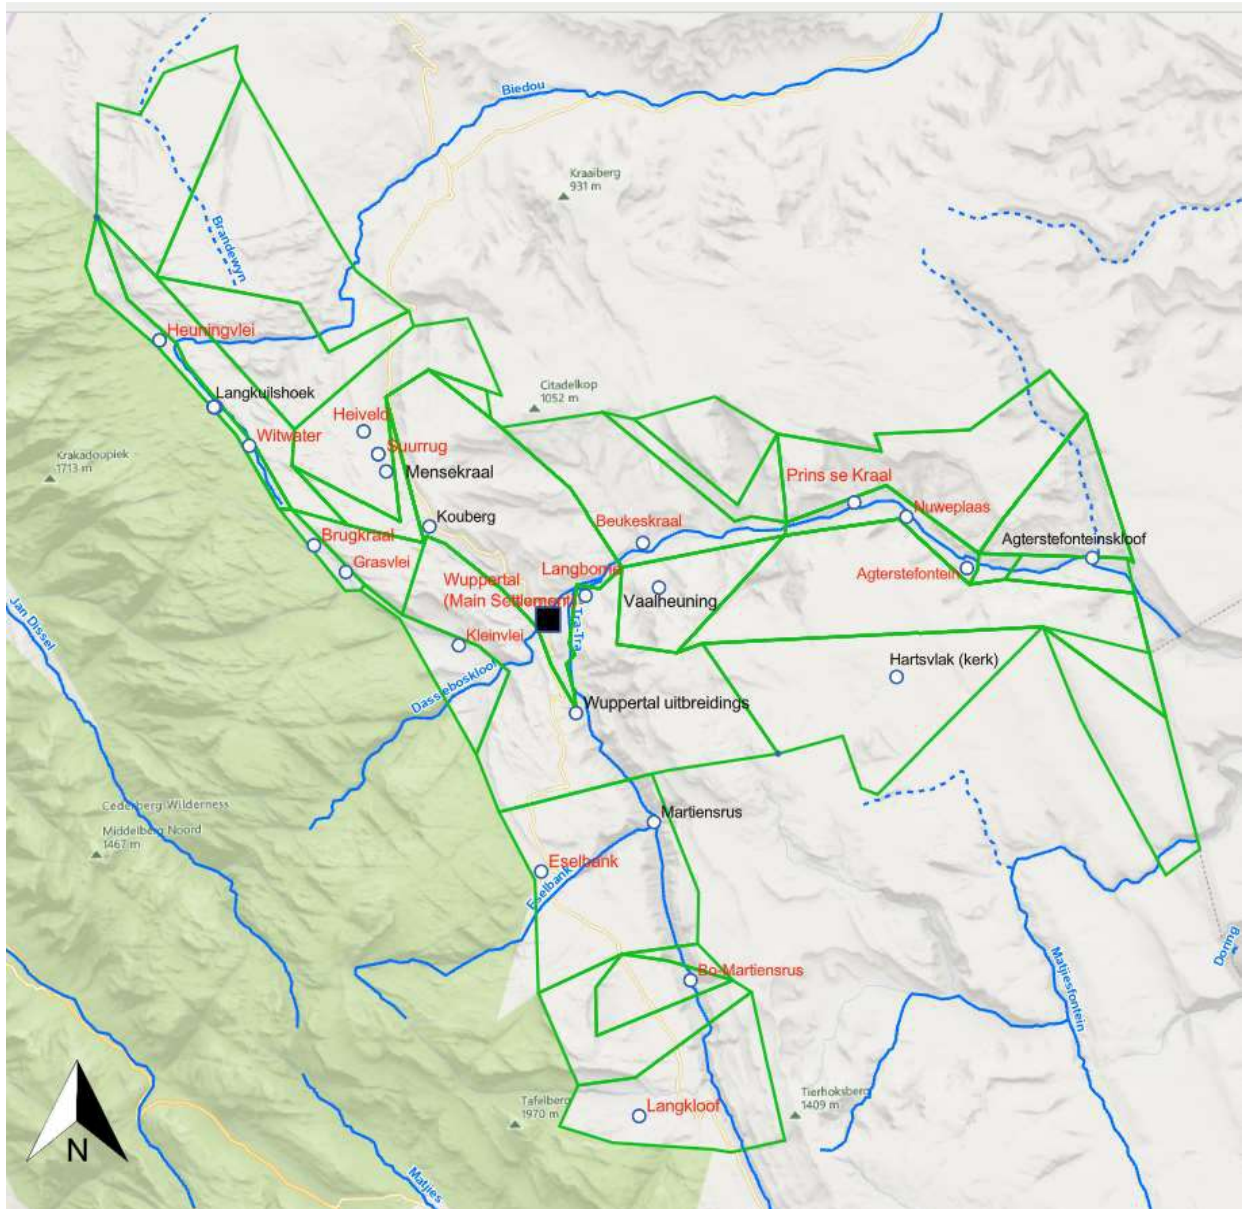 Biedou
Kraaiberg
931 m
Brandewyn
Heuningvlei
Citadelkop
1052 m
Langkuilshoek
Heiveld
Witwater
Suurrug
Krakadoupiek
1713 m
Mensekraal
Prins se Kraal
Kouberg
Beukeskraal
Nuweplaas
Brugkraal
Agterstefonteinskloof
Grasvlei
Wuppertal
(Main Settlement)
Langbome
Agterstefontein
Vaalheuning
Jan Dissel
Tra-Tra
Kleinvlei
Hartsvlak (kerk)
Dassieboskloof
Wuppertal uitbreidings
Cederberg Wilderness
Martiensrus
Middelberg Noord
1467 m
Eselbank
Eselbank
Doring
Bo-Martiensrus
Matjiesfontein
Tafelberg
1970 m
Langkloof
Tierhoksberg
1409 m
N
Matjies